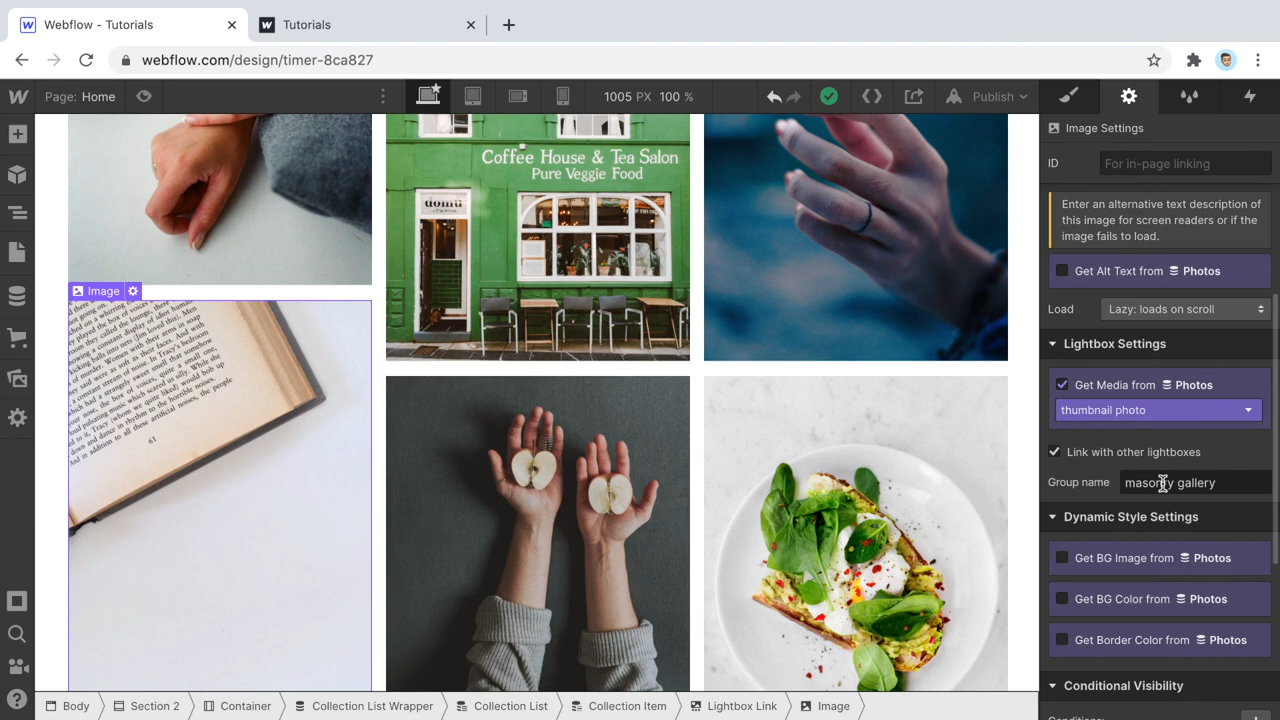 Webflow - Tutorials
Tutorials
webflow.com/design/timer-8ca827
Page: Home
1005 PX 100 %
Publish
Image Settings
ID
For in-page linking
Enter an alternative text description of
this image for screen readers or if the
image fails to load.
Get Alt Text from Photos
Load
Lazy: loads on scroll
Lightbox Settings
Get Media from Photos
thumbnail photo
Link with other lightboxes
Group name
masonry gallery
Dynamic Style Settings
Get BG Image from Photos
Get BG Color from Photos
Get Border Color from Photos
Conditional Visibility
Coffee House & Tea Salon
Pure Veggie Food
domü
Image
61
Body
Section 2
Container
Collection List Wrapper
Collection List
Collection Item
Lightbox Link
Image